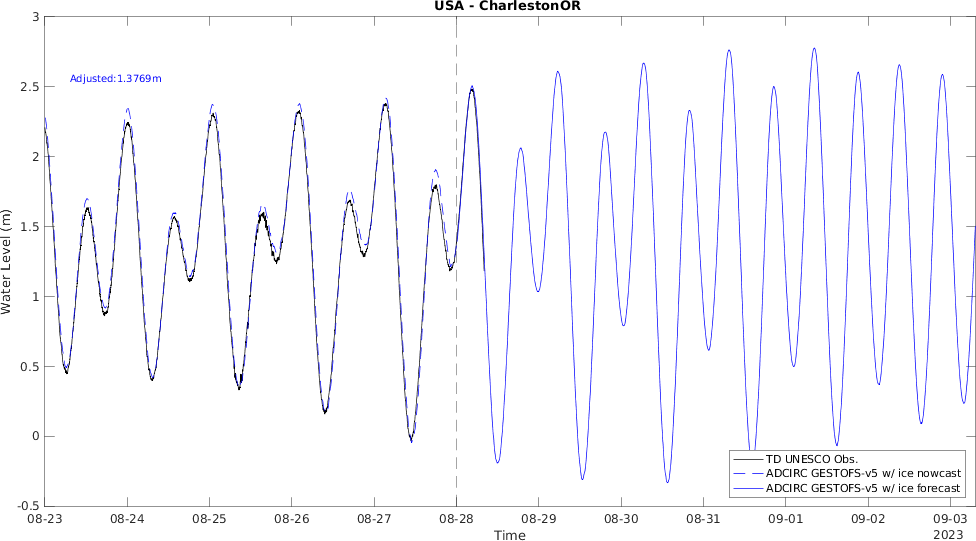 USA - CharlestonOR
Adjusted:1.3769m
Water Level (m)
3
2.5
2
1.5
1
0.5
0
-0.5
TD UNESCO Obs.
ADCIRC GESTOFS-v5 w/ ice nowcast
ADCIRC GESTOFS-v5 w/ ice forecast
08-23 08-24 08-25 08-26 08-27 08-28 08-29 08-30 08-31 09-01 09-02 09-03
2023
Time